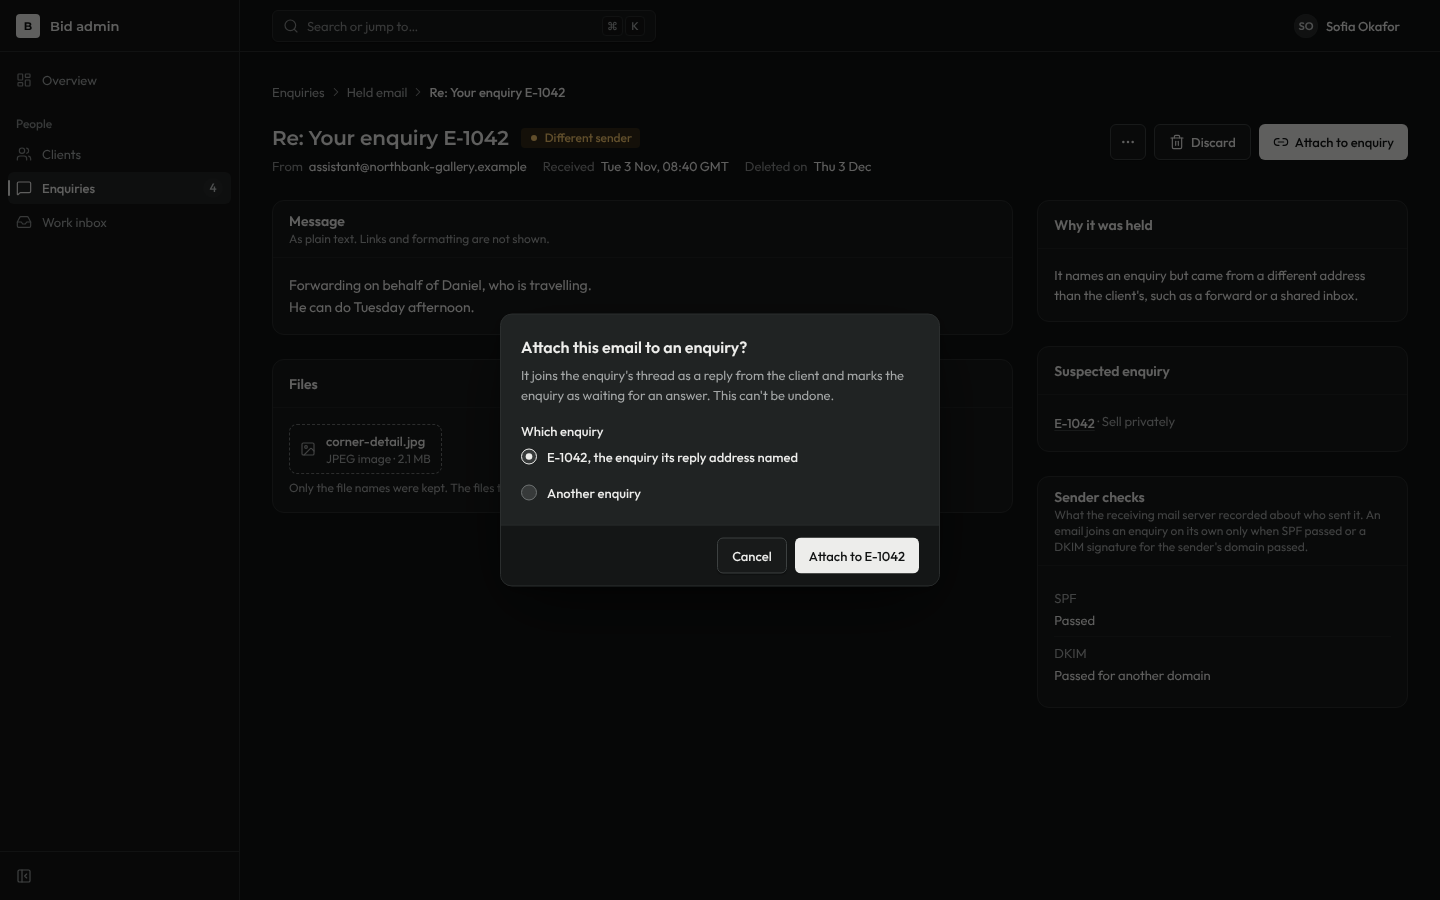 B Bid admin
Search or jump to...
⌘ K
SO Sofia Okafor
Overview
People
Clients
Enquiries 4
Work inbox
Enquiries > Held email > Re: Your enquiry E-1042
Re: Your enquiry E-1042
Different sender
From assistant@northbank-gallery.example Received Tue 3 Nov, 08:40 GMT Deleted on Thu 3 Dec
Discard
Attach to enquiry
Message
As plain text. Links and formatting are not shown.
Forwarding on behalf of Daniel, who is travelling.
He can do Tuesday afternoon.
Files
corner-detail.jpg
JPEG image · 2.1 MB
Only the file names were kept. The files
Attach this email to an enquiry?
It joins the enquiry's thread as a reply from the client and marks the
enquiry as waiting for an answer. This can't be undone.
Which enquiry
E-1042, the enquiry its reply address named
Another enquiry
Cancel
Attach to E-1042
Why it was held
It names an enquiry but came from a different address
than the client's, such as a forward or a shared inbox.
Suspected enquiry
E-1042 · Sell privately
Sender checks
What the receiving mail server recorded about who sent it. An
email joins an enquiry on its own only when SPF passed or a
DKIM signature for the sender's domain passed.
SPF
Passed
DKIM
Passed for another domain